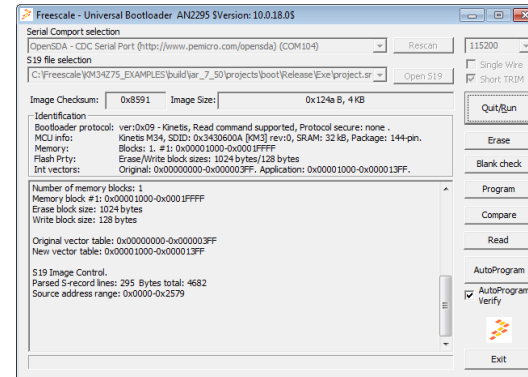 Freescale - Universal Bootloader AN2295 $Version: 10.0.18.0$
Serial Comport selection
OpenSDA - CDC Serial Port (http://www.pemicro.com/opensda) (COM104)
Rescan
115200
S19 file selection
Single Wire
C:\Freescale\KM34Z75_EXAMPLES\build\iar_7_50\projects\boot\Release\Exe\project.sr
Open S19
Short TRIM
Image Checksum: 0x8591 Image Size: 0x124a B, 4 KB
Quit/Run
Identification
Bootloader protocol: ver:0x09 - Kinetis, Read command supported, Protocol secure: none .
MCU info: Kinetis M34, SDID: 0x3430600A [KM3] rev:0, SRAM: 32 kB, Package: 144-pin.
Memory: Blocks: 1. #1: 0x00001000-0x0001FFFF
Flash Prty: Erase/Write block sizes: 1024 bytes/128 bytes
Int vectors: Original: 0x00000000-0x000003FF. Application: 0x00001000-0x000013FF.
Erase
Blank check
Number of memory blocks: 1
Memory block #1: 0x00001000-0x0001FFFF
Erase block size: 1024 bytes
Write block size: 128 bytes
Program
Compare
Original vector table: 0x00000000-0x000003FF
New vector table: 0x00001000-0x000013FF
Read
S19 Image Control.
Parsed S-record lines: 295 Bytes total: 4682
Source address range: 0x0000-0x2579
AutoProgram
AutoProgram
Verify
Exit